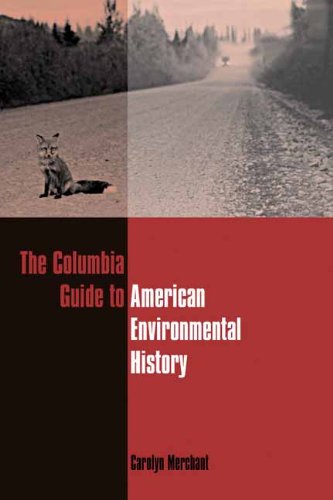 The Columbia
Guide to American
Environmental
History
Carolyn Merchant